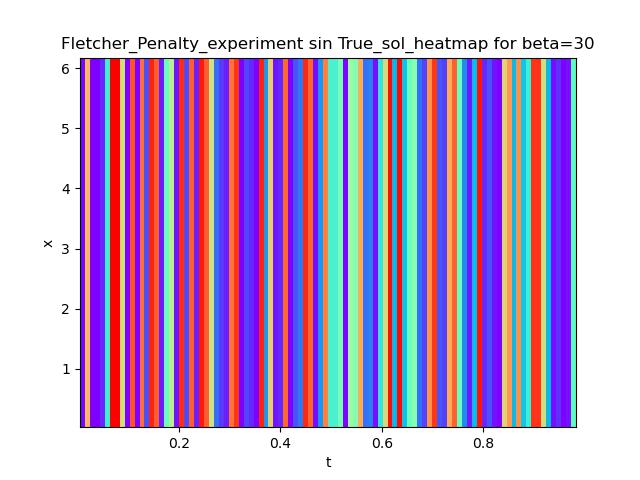 Fletcher_Penalty_experiment sin True_sol_heatmap for beta=30
6
5
4
x
3
2
1
0.2 0.4 0.6 0.8
t